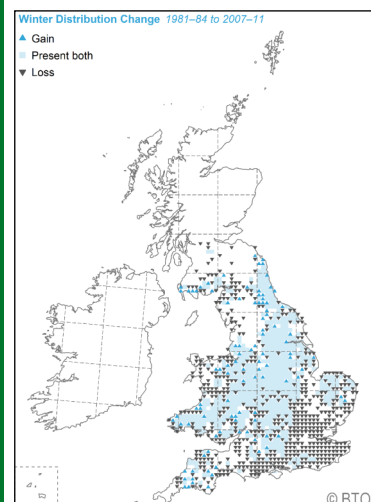 Winter Distribution Change 1981–84 to 2007–11
Gain
Present both
Loss
© BTO